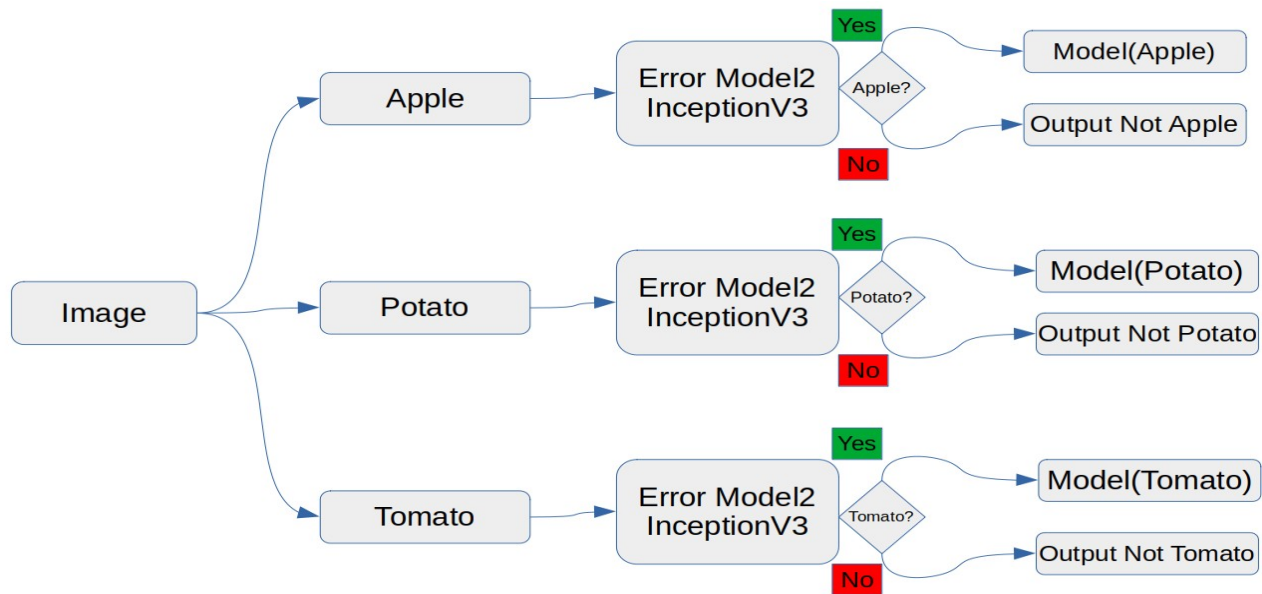 Image
Apple
Error Model2
InceptionV3
Yes
Apple?
No
Model(Apple)
Output Not Apple
Potato
Error Model2
InceptionV3
Yes
Potato?
No
Model(Potato)
Output Not Potato
Tomato
Error Model2
InceptionV3
Yes
Tomato?
No
Model(Tomato)
Output Not Tomato